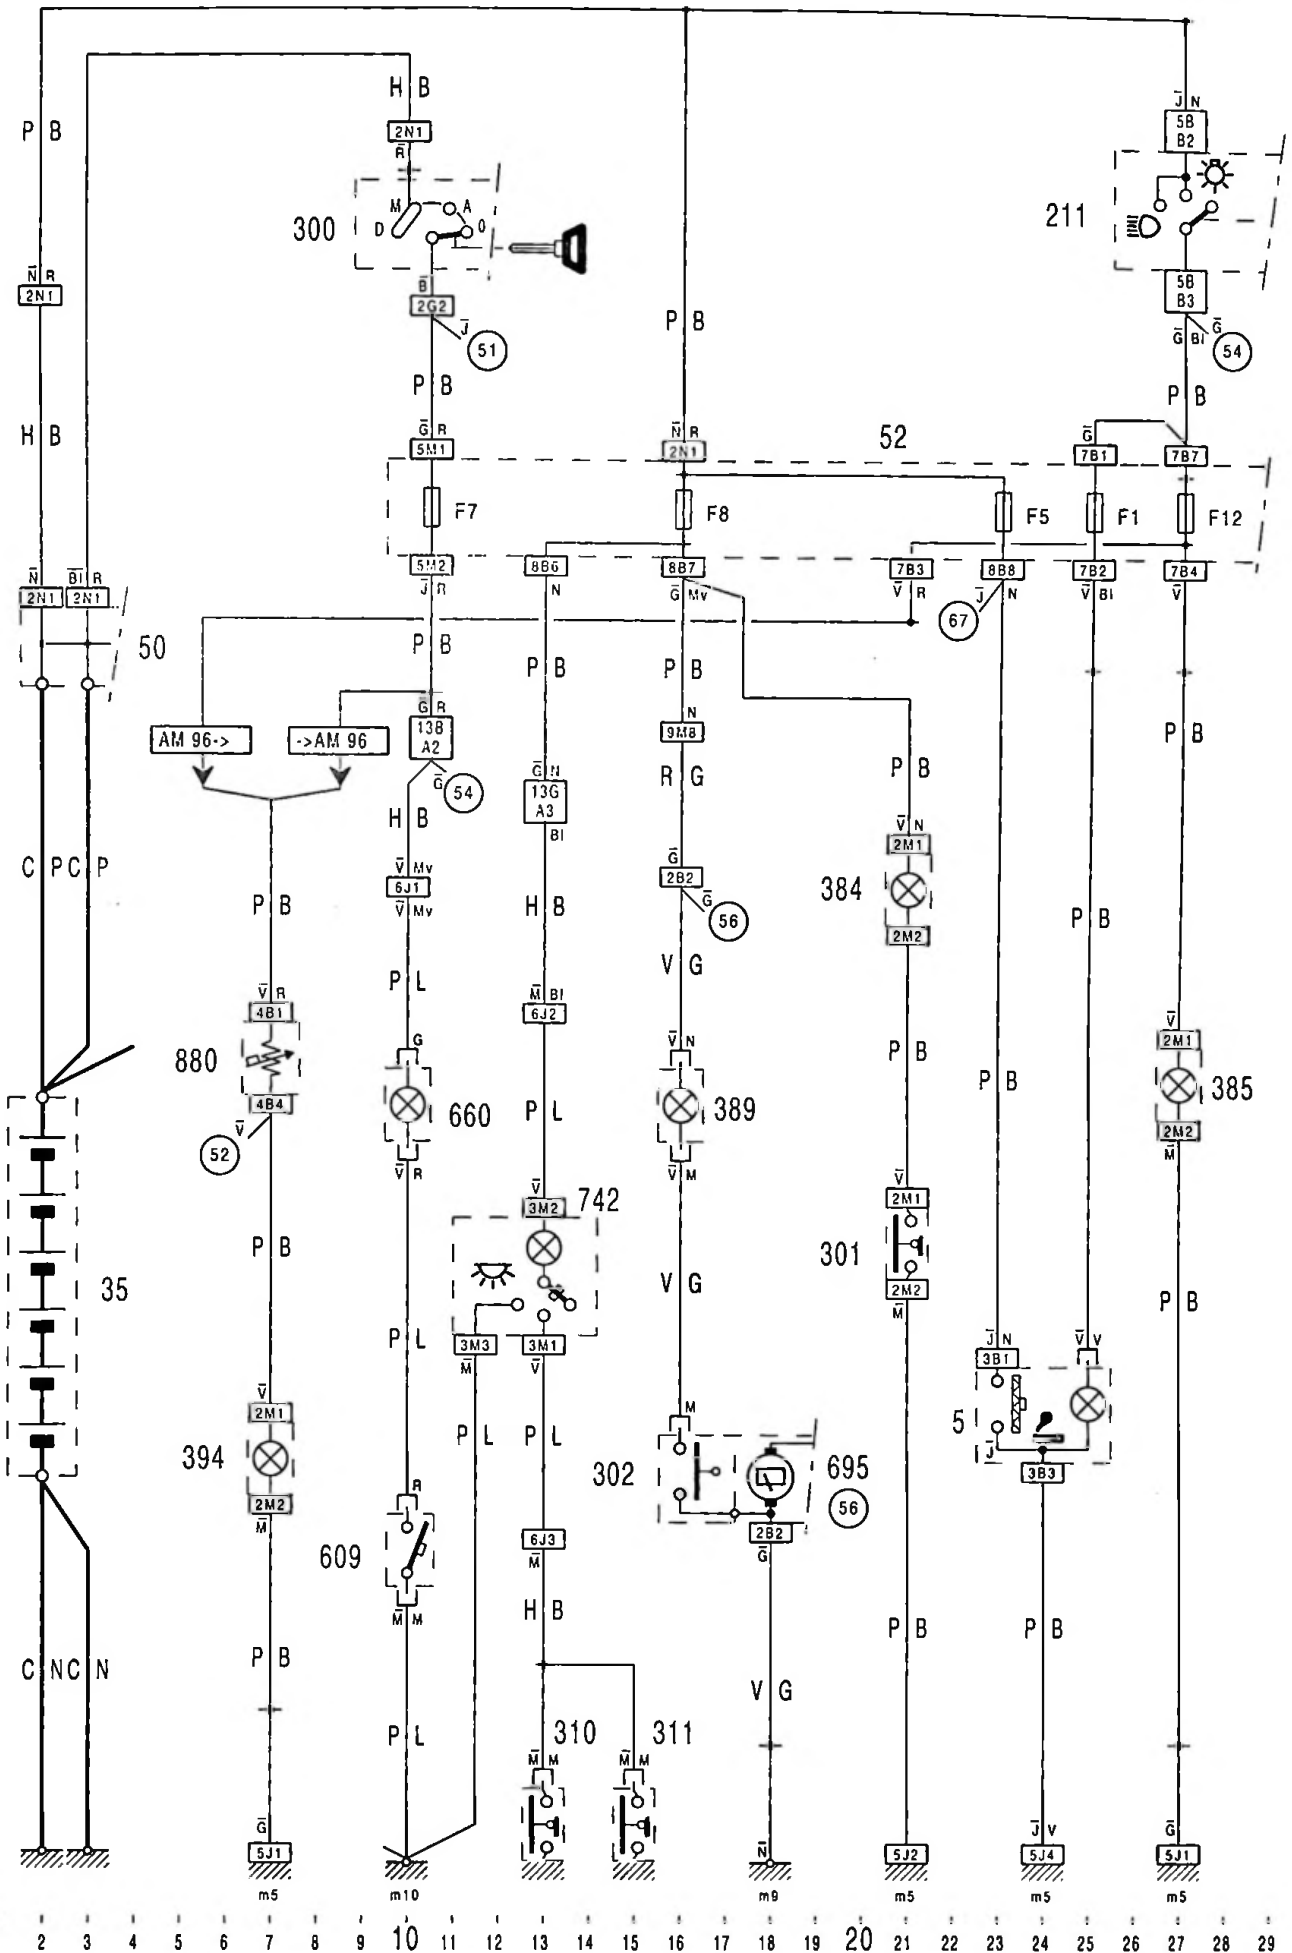 H B
P B
2N1
R̅
J̅ N
5B
B2
M A
D 0
300
211
N̅ R
2N1
B̅
2G2
J̅
51
5B
B3
G̅
G̅ Bl
54
P B
P B
P B
H B
G̅ R
5M1
N̅ R
2N1
52
G̅
7B1
7B7
F7
F8
F5
F1
F12
5M2
8B6
8B7
7B3
8B8
7B2
7B4
J̅ R
N
G̅ Mv
V̅ R
J̅ N
V̅ Bl
V̅
67
N̅
2N1
B̅l̅ R
2N1
50
P B
P B
P B
AM 96->
->AM 96
G̅ R
13B
A2
G̅
54
N
9M8
R G
P B
P B
G̅ N
13G
A3
Bl
H B
V̅ Mv
6J1
V̅ Mv
V̅ N
2M1
384
2M2
C P C P
P B
H B
G̅
2B2
G̅
56
P B
V G
P L
V̅ R
4B1
880
4B4
V̅
52
M̅ Bl
6J2
G
660
V̅ R
V̅ N
389
V̅ M
P B
P B
V̅
2M1
385
2M2
M̅
P L
V̅
3M2
742
V̅
2M1
301
2M2
M̅
35
P B
V G
P B
P L
3M3
M̅
3M1
V̅
J̅ N
3B1
V̅ V
5
J̅
3B3
V̅
2M1
394
2M2
M̅
P L
P L
M
302
695
56
2B2
G̅
R
609
M̅ M
6J3
M̅
H B
P B
P B
C N C N
P B
V G
P L
310
311
M̅ M
M̅ M
G̅
5J1
N̅
5J2
J̅ V
5J4
G̅
5J1
m5
m10
m9
m5
m5
m5
2 3 4 5 6 7 8 9 10 11 12 13 14 15 16 17 18 19 20 21 22 23 24 25 26 27 28 29